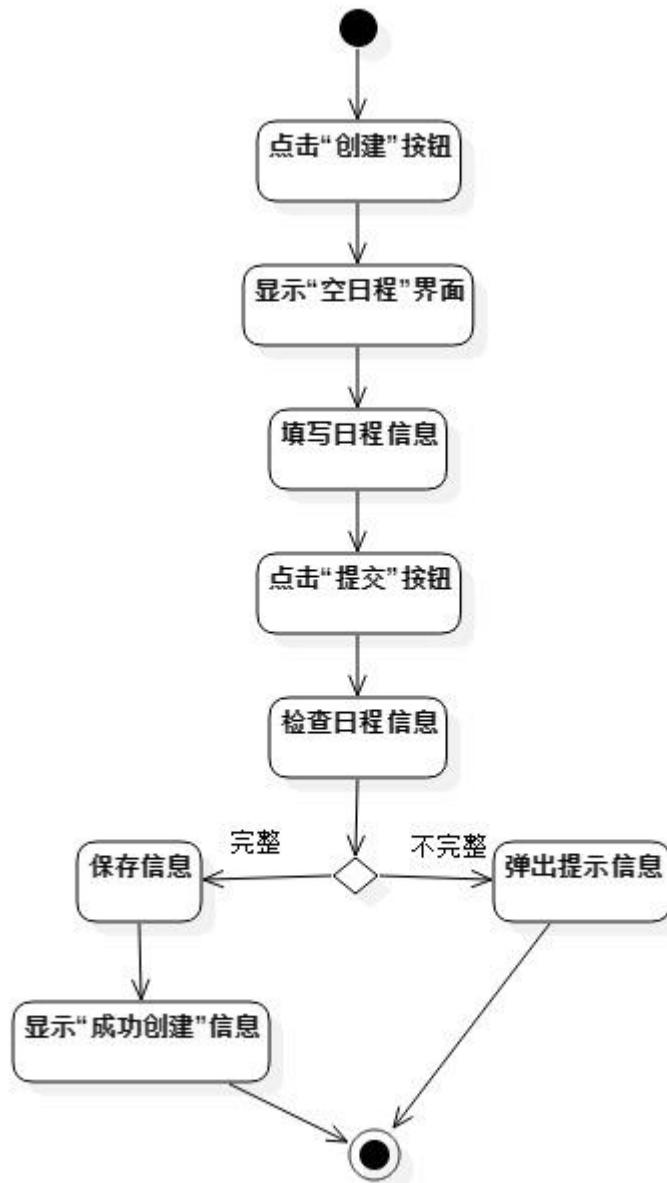 点击“创建”按钮
显示“空日程”界面
填写日程信息
点击“提交”按钮
检查日程信息
完整
不完整
保存信息
弹出提示信息
显示“成功创建”信息